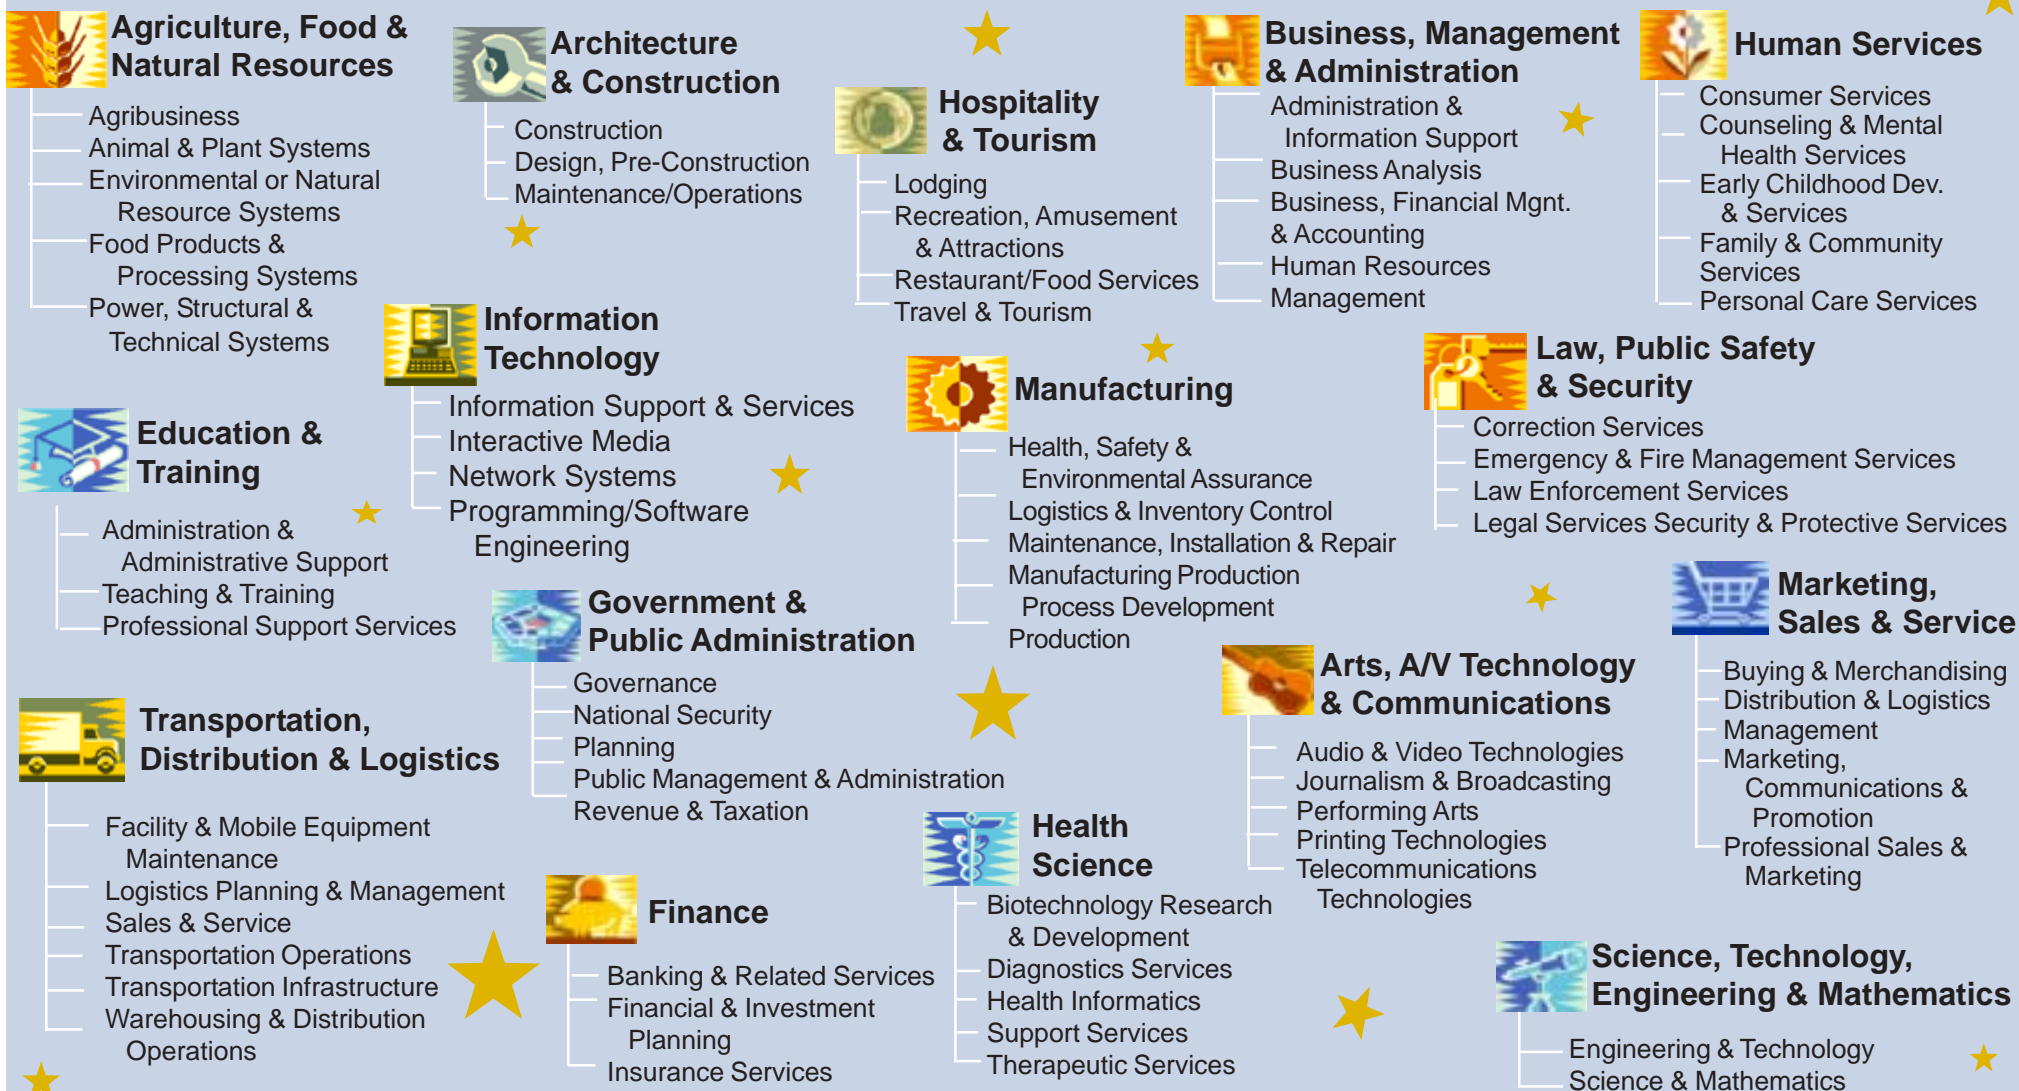 Agriculture, Food &
Natural Resources
Agribusiness
Animal & Plant Systems
Environmental or Natural
Resource Systems
Food Products &
Processing Systems
Power, Structural &
Technical Systems
Architecture
& Construction
Construction
Design, Pre-Construction
Maintenance/Operations
Hospitality
& Tourism
Lodging
Recreation, Amusement
& Attractions
Restaurant/Food Services
Travel & Tourism
Business, Management
& Administration
Administration &
Information Support
Business Analysis
Business, Financial Mgnt.
& Accounting
Human Resources
Management
Human Services
Consumer Services
Counseling & Mental
Health Services
Early Childhood Dev.
& Services
Family & Community
Services
Personal Care Services
Information
Technology
Information Support & Services
Interactive Media
Network Systems
Programming/Software
Engineering
Education &
Training
Administration &
Administrative Support
Teaching & Training
Professional Support Services
Manufacturing
Health, Safety &
Environmental Assurance
Logistics & Inventory Control
Maintenance, Installation & Repair
Manufacturing Production
Process Development
Production
Law, Public Safety
& Security
Correction Services
Emergency & Fire Management Services
Law Enforcement Services
Legal Services Security & Protective Services
Government &
Public Administration
Governance
National Security
Planning
Public Management & Administration
Revenue & Taxation
Marketing,
Sales & Service
Buying & Merchandising
Distribution & Logistics
Management
Marketing,
Communications &
Promotion
Professional Sales &
Marketing
Arts, A/V Technology
& Communications
Audio & Video Technologies
Journalism & Broadcasting
Performing Arts
Printing Technologies
Telecommunications
Technologies
Transportation,
Distribution & Logistics
Facility & Mobile Equipment
Maintenance
Logistics Planning & Management
Sales & Service
Transportation Operations
Transportation Infrastructure
Warehousing & Distribution
Operations
Finance
Banking & Related Services
Financial & Investment
Planning
Insurance Services
Health
Science
Biotechnology Research
& Development
Diagnostics Services
Health Informatics
Support Services
Therapeutic Services
Science, Technology,
Engineering & Mathematics
Engineering & Technology
Science & Mathematics